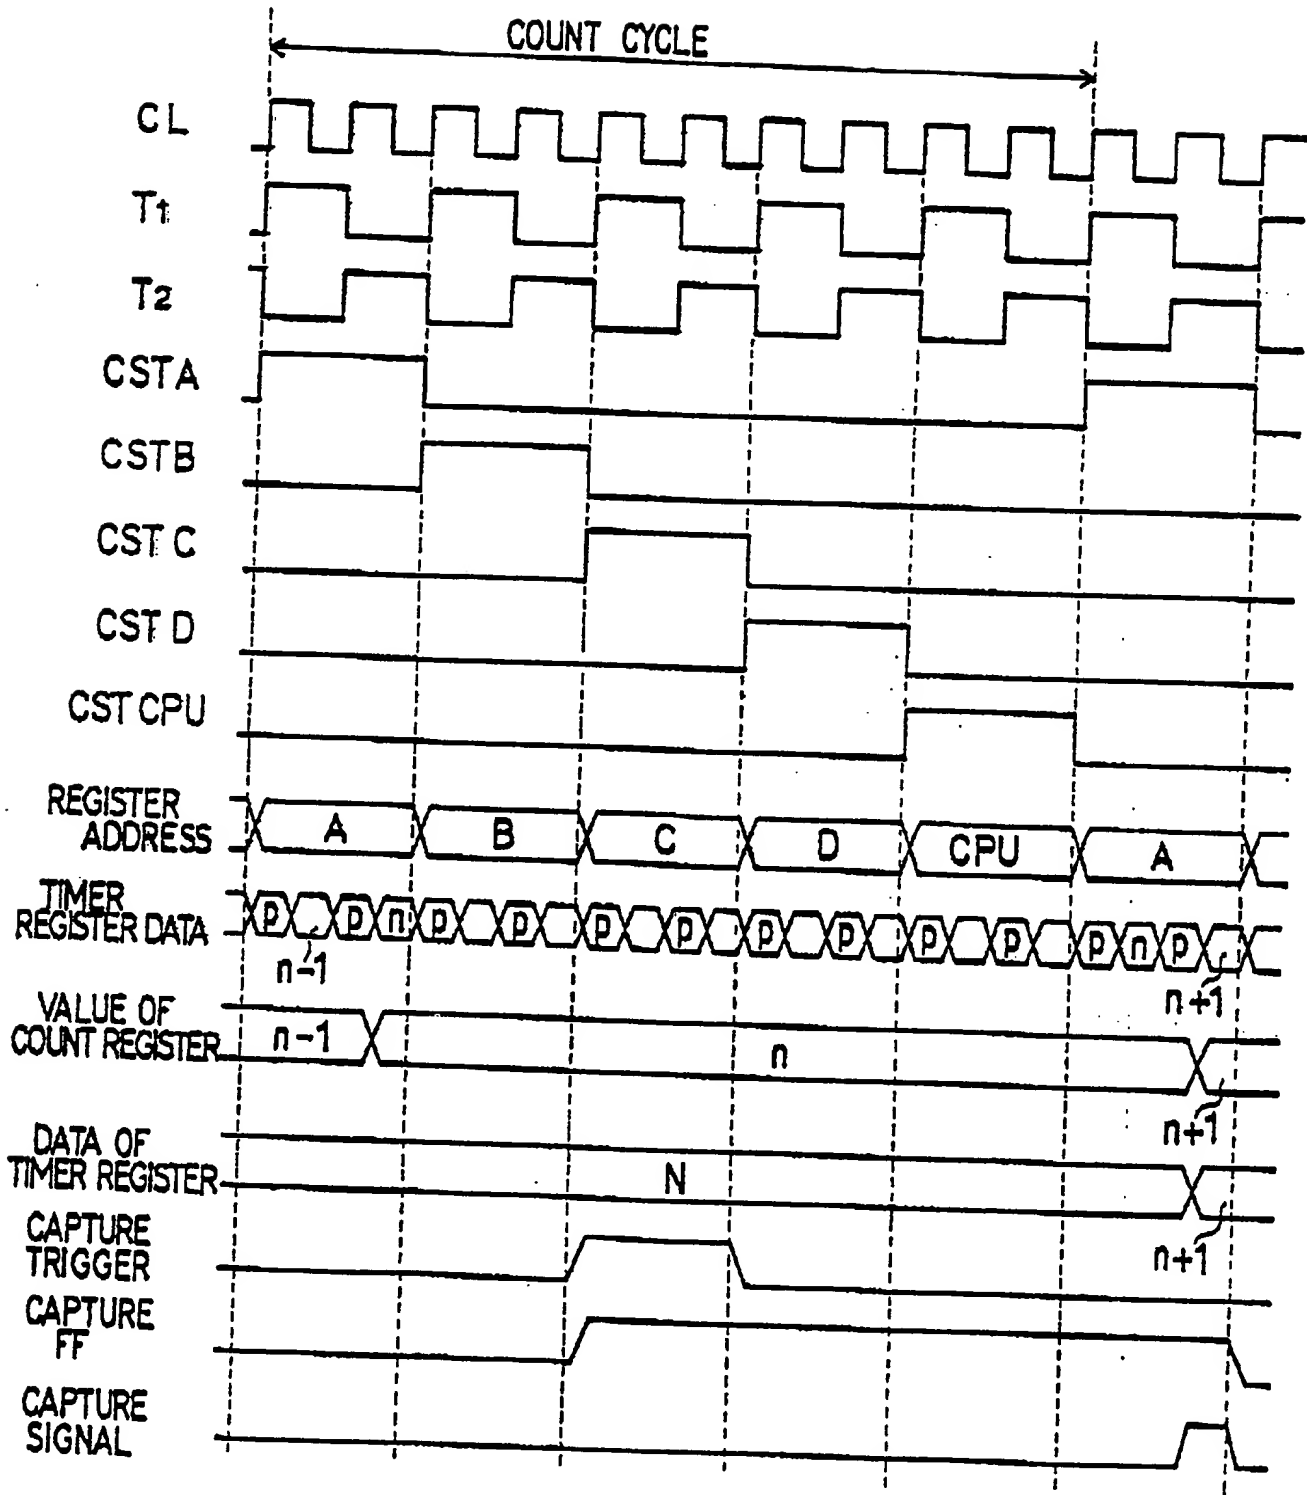 COUNT CYCLE
CL
T1
T2
CSTA
CSTB
CST C
CST D
CST CPU
REGISTER
ADDRESS
A B C D CPU A
TIMER
REGISTER DATA
p p n p p p p p p p p p n p
n-1
n+1
VALUE OF
COUNT REGISTER
n-1 n
n+1
DATA OF
TIMER REGISTER
N
n+1
CAPTURE
TRIGGER
CAPTURE
FF
CAPTURE
SIGNAL